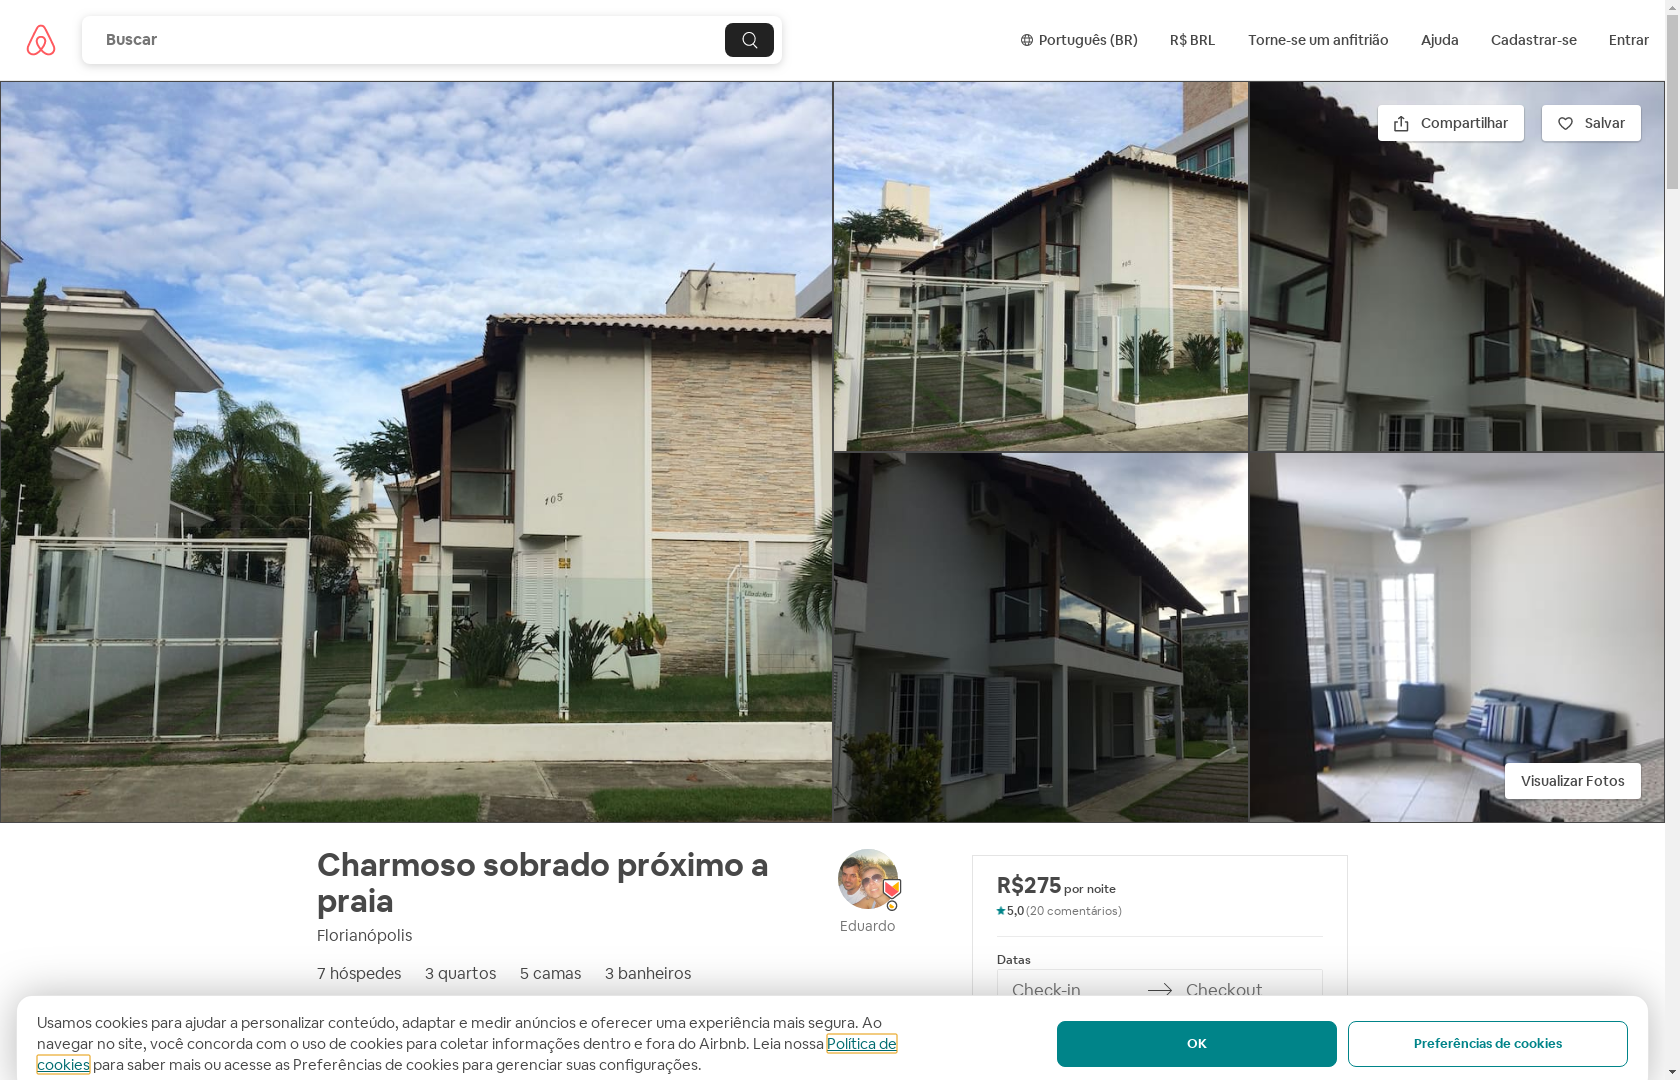 Buscar
Português (BR)
R$ BRL
Torne-se um anfitrião
Ajuda
Cadastrar-se
Entrar
Compartilhar
Salvar
105
105
Visualizar Fotos
Charmoso sobrado próximo a
praia
Florianópolis
Eduardo
7 hóspedes 3 quartos 5 camas 3 banheiros
R$275 por noite
5,0 (20 comentários)
Datas
Check-in
Checkout
Usamos cookies para ajudar a personalizar conteúdo, adaptar e medir anúncios e oferecer uma experiência mais segura. Ao
navegar no site, você concorda com o uso de cookies para coletar informações dentro e fora do Airbnb. Leia nossa Política de
cookies para saber mais ou acesse as Preferências de cookies para gerenciar suas configurações.
OK
Preferências de cookies